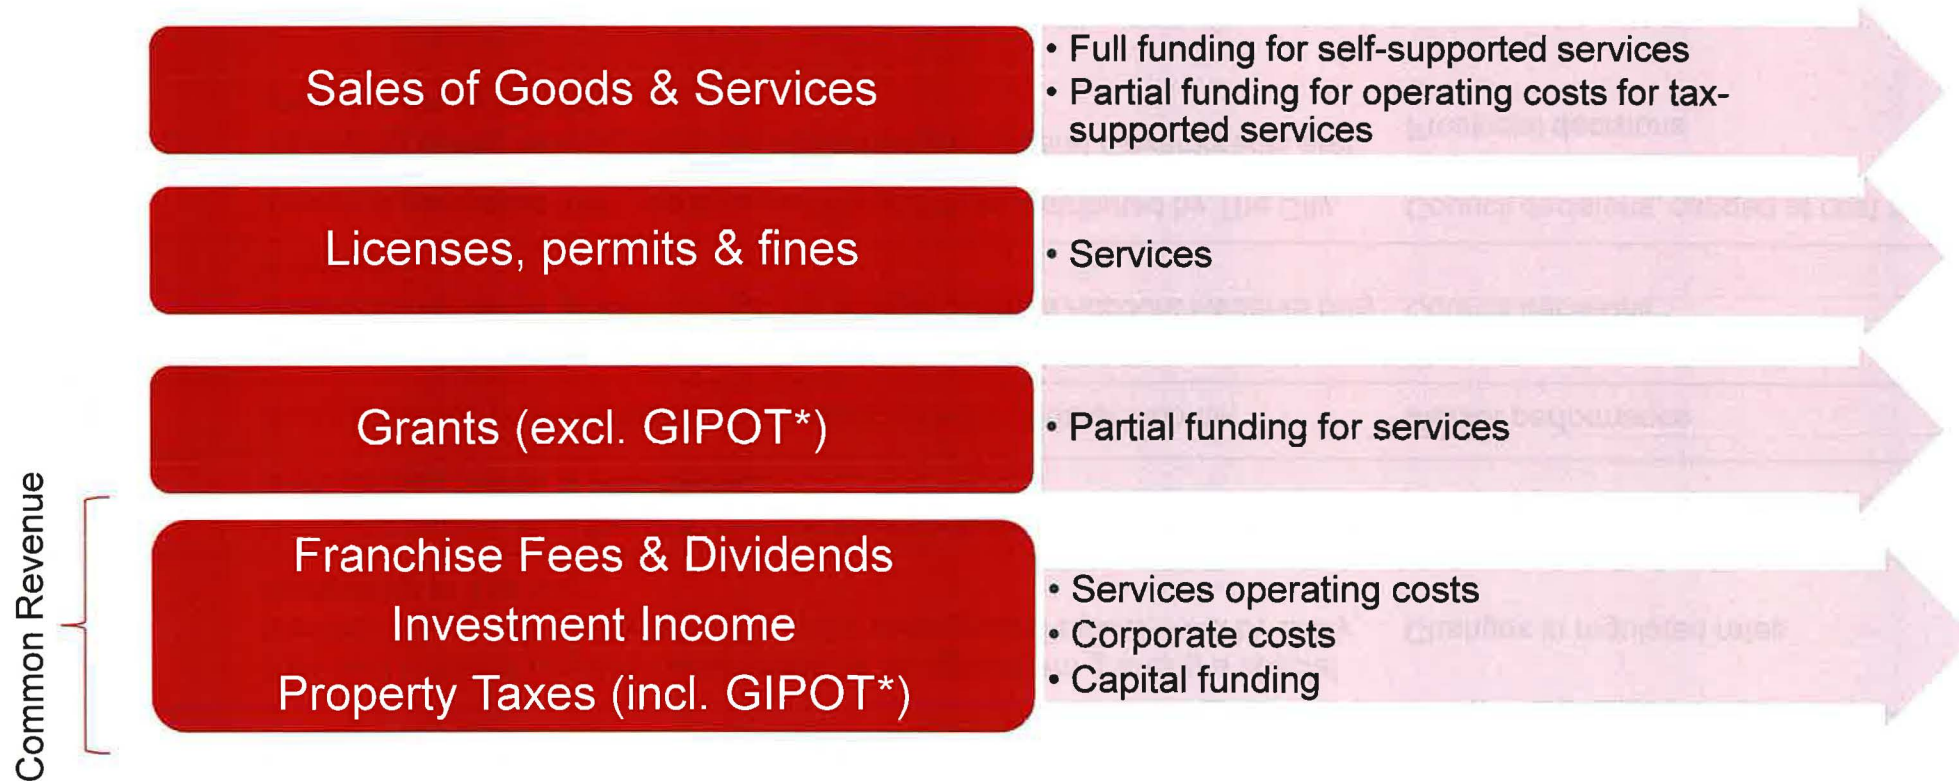 Sales of Goods & Services
• Full funding for self-supported services
• Partial funding for operating costs for tax-
supported services
Licenses, permits & fines
• Services
Grants (excl. GIPOT*)
• Partial funding for services
Common Revenue
Franchise Fees & Dividends
Investment Income
Property Taxes (incl. GIPOT*)
• Services operating costs
• Corporate costs
• Capital funding